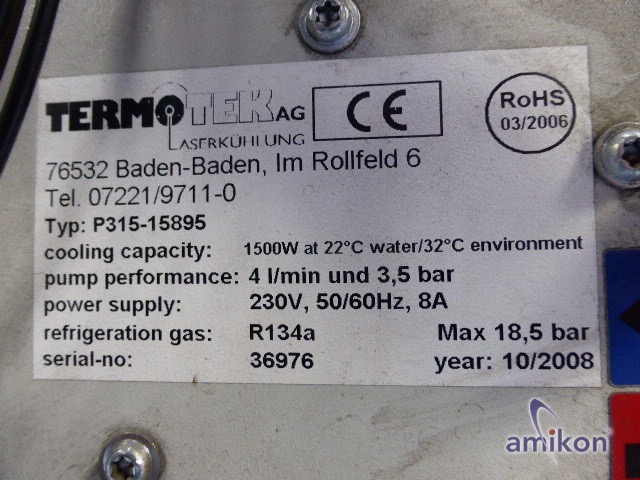 TERMOTEK AG
LASERKÜHLUNG
CE
RoHS
03/2006
76532 Baden-Baden, Im Rollfeld 6
Tel. 07221/9711-0
Typ: P315-15895
cooling capacity: 1500W at 22°C water/32°C environment
pump performance: 4 l/min und 3,5 bar
power supply: 230V, 50/60Hz, 8A
refrigeration gas: R134a Max 18,5 bar
serial-no: 36976 year: 10/2008
amikon